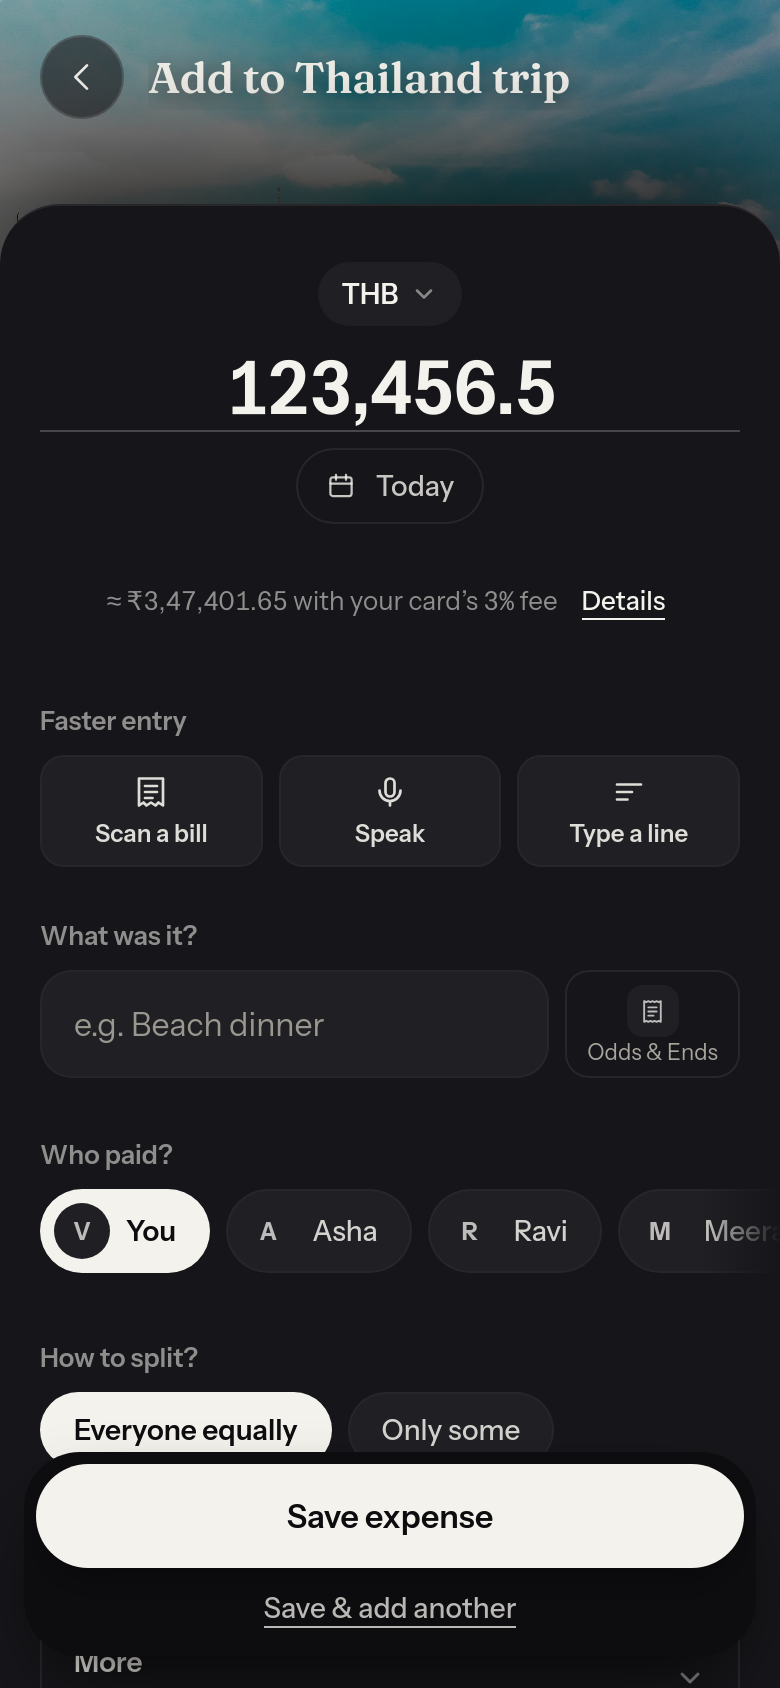 Add to Thailand trip
THB
123,456.5
Today
≈ ₹3,47,401.65 with your card’s 3% fee Details
Faster entry
Scan a bill Speak Type a line
What was it?
e.g. Beach dinner
Odds & Ends
Who paid?
V You A Asha R Ravi M Meera
How to split?
Everyone equally Only some
Save expense
Save & add another
More